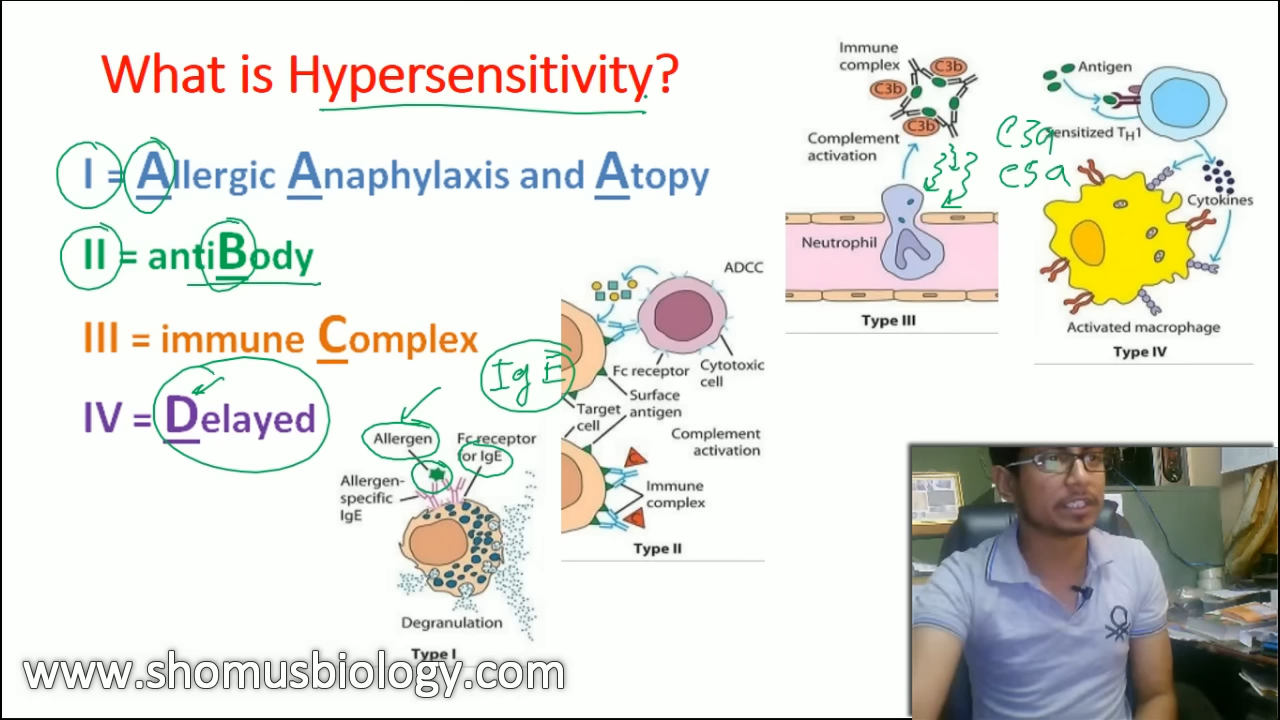 What is Hypersensitivity?
I = Allergic Anaphylaxis and Atopy
II = antiBody
III = immune Complex
IV = Delayed
IgE
Allergen
Fc receptor
for IgE
Allergen-
specific
IgE
Degranulation
Type I
ADCC
Fc receptor
Cytotoxic
cell
Surface
antigen
Target
cell
Complement
activation
Immune
complex
C
C
Type II
Immune
complex
C3b
C3b
C3b
Complement
activation
C3a
C5a
Neutrophil
Type III
Antigen
Sensitized TH1
Cytokines
Activated macrophage
Type IV
www.shomusbiology.com